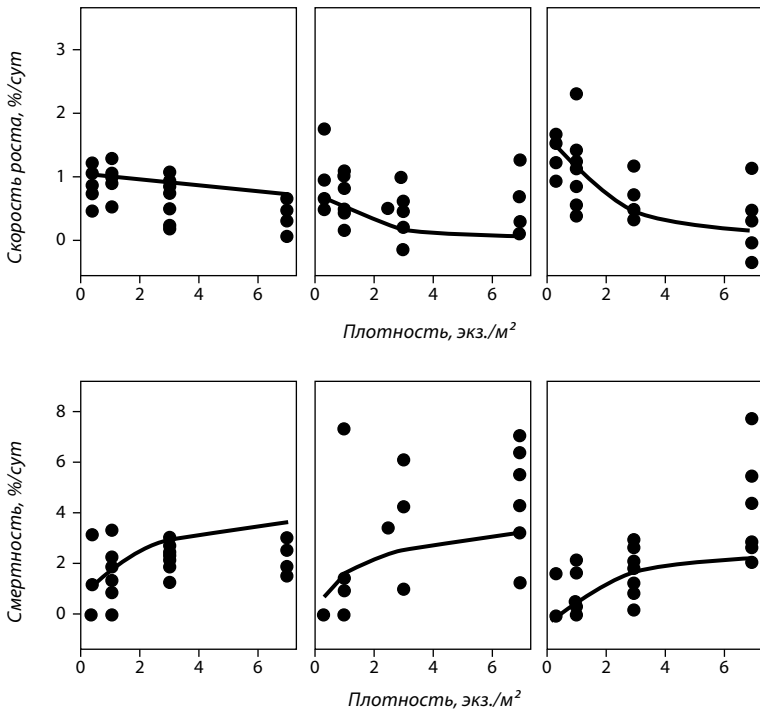 Скорость роста, %/сут
3
2
1
0
0 2 4 6 0 2 4 6 0 2 4 6
Плотность, экз./м²
Смертность, %/сут
8
6
4
2
0
0 2 4 6 0 2 4 6 0 2 4 6
Плотность, экз./м²